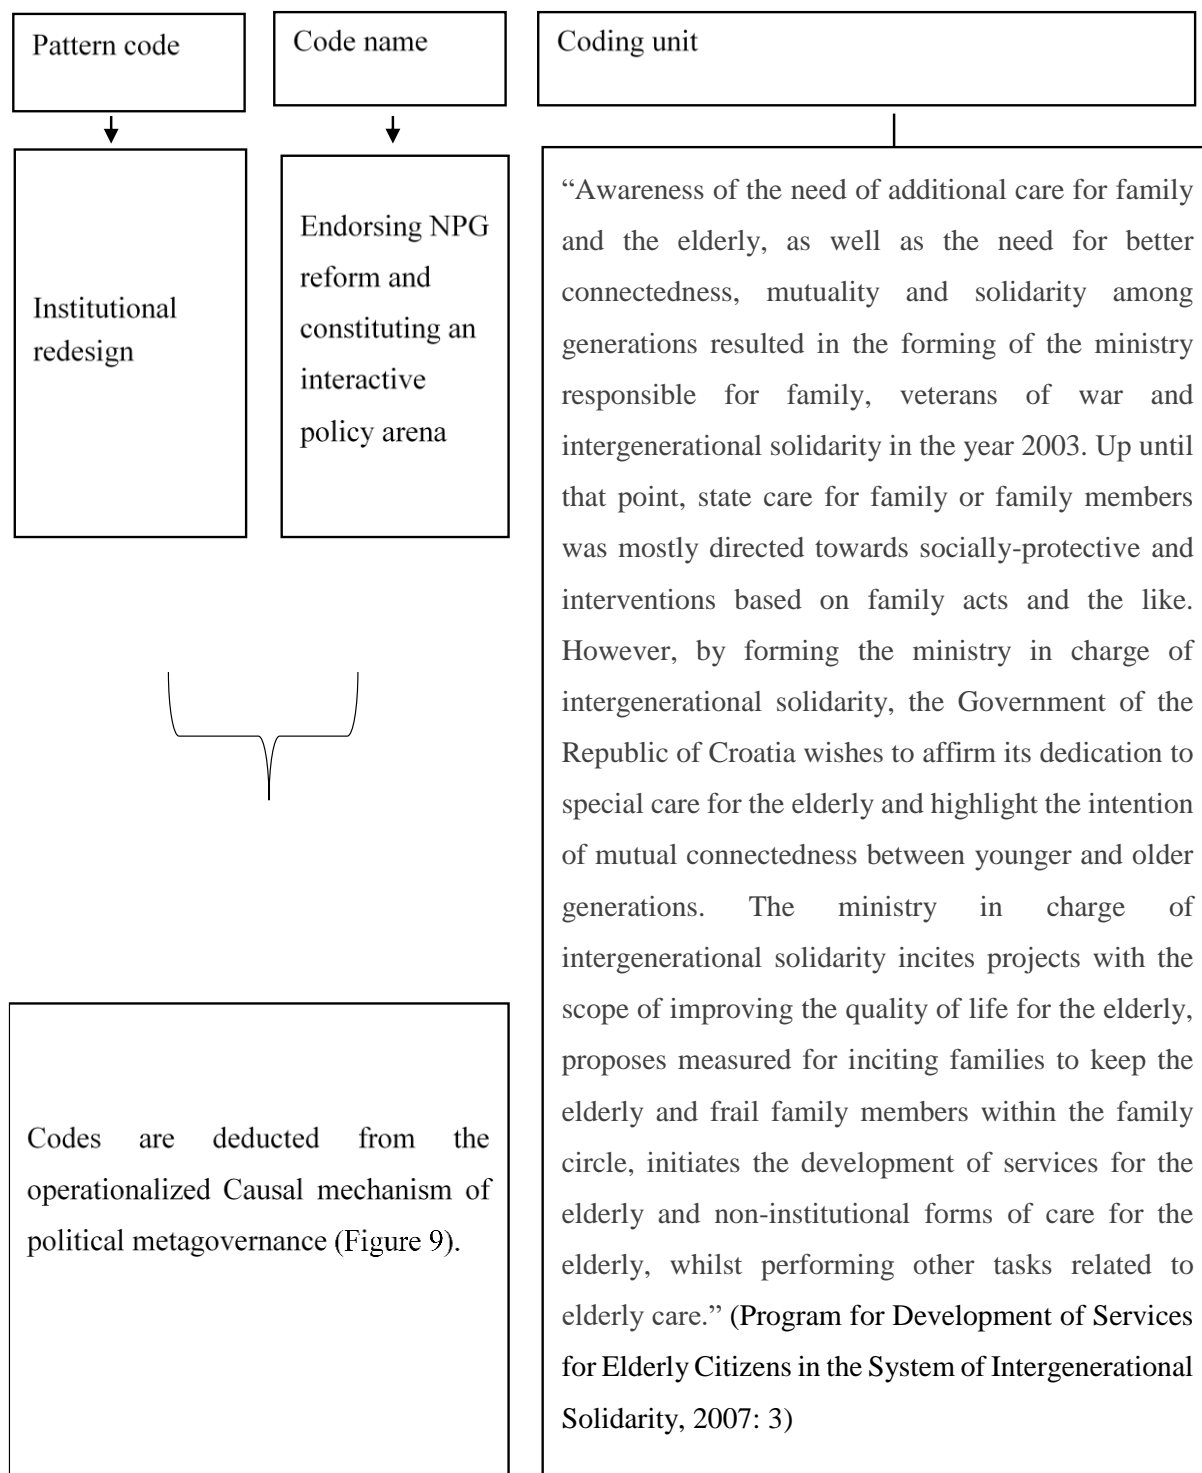 Pattern code
Code name
Coding unit
Institutional
redesign
Endorsing NPG
reform and
constituting an
interactive
policy arena
“Awareness of the need of additional care for family
and the elderly, as well as the need for better
connectedness, mutuality and solidarity among
generations resulted in the forming of the ministry
responsible for family, veterans of war and
intergenerational solidarity in the year 2003. Up until
that point, state care for family or family members
was mostly directed towards socially-protective and
interventions based on family acts and the like.
However, by forming the ministry in charge of
intergenerational solidarity, the Government of the
Republic of Croatia wishes to affirm its dedication to
special care for the elderly and highlight the intention
of mutual connectedness between younger and older
generations. The ministry in charge of
intergenerational solidarity incites projects with the
scope of improving the quality of life for the elderly,
proposes measured for inciting families to keep the
elderly and frail family members within the family
circle, initiates the development of services for the
elderly and non-institutional forms of care for the
elderly, whilst performing other tasks related to
elderly care.” (Program for Development of Services
for Elderly Citizens in the System of Intergenerational
Solidarity, 2007: 3)
Codes are deducted from the
operationalized Causal mechanism of
political metagovernance (Figure 9).